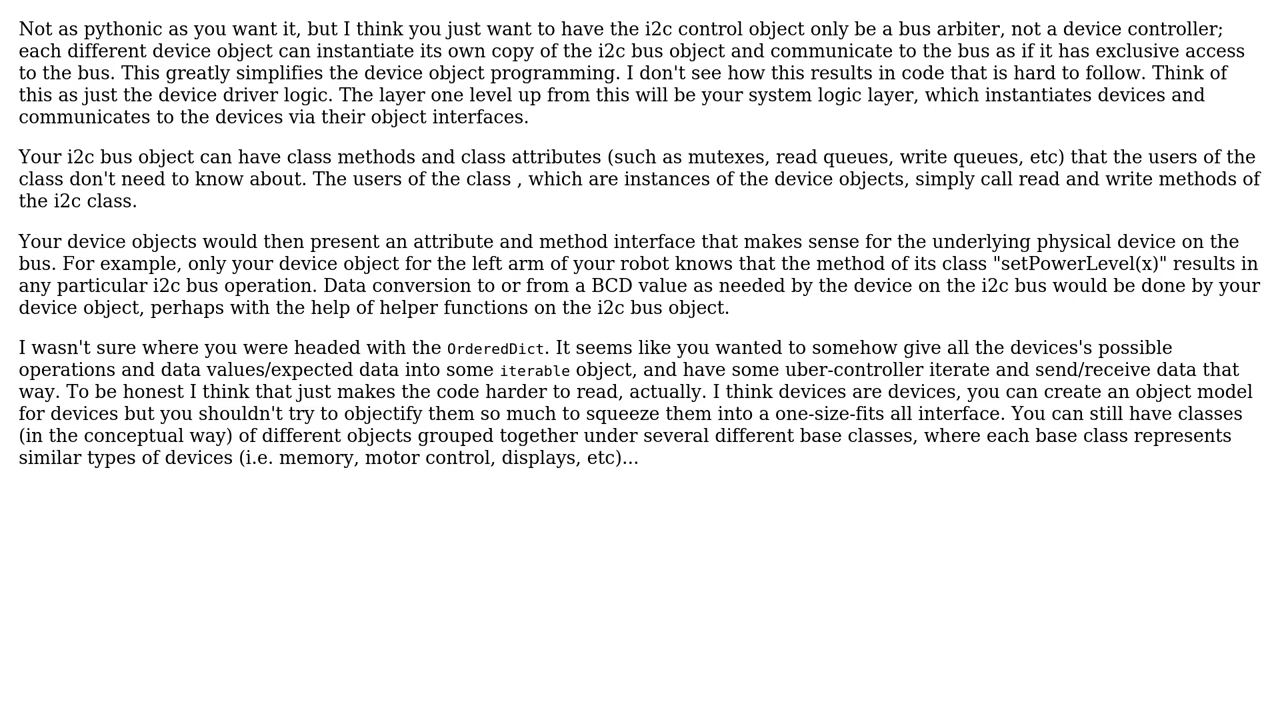 Not as pythonic as you want it, but I think you just want to have the i2c control object only be a bus arbiter, not a device controller;
each different device object can instantiate its own copy of the i2c bus object and communicate to the bus as if it has exclusive access
to the bus. This greatly simplifies the device object programming. I don't see how this results in code that is hard to follow. Think of
this as just the device driver logic. The layer one level up from this will be your system logic layer, which instantiates devices and
communicates to the devices via their object interfaces.
Your i2c bus object can have class methods and class attributes (such as mutexes, read queues, write queues, etc) that the users of the
class don't need to know about. The users of the class , which are instances of the device objects, simply call read and write methods of
the i2c class.
Your device objects would then present an attribute and method interface that makes sense for the underlying physical device on the
bus. For example, only your device object for the left arm of your robot knows that the method of its class "setPowerLevel(x)" results in
any particular i2c bus operation. Data conversion to or from a BCD value as needed by the device on the i2c bus would be done by your
device object, perhaps with the help of helper functions on the i2c bus object.
I wasn't sure where you were headed with the OrderedDict. It seems like you wanted to somehow give all the devices's possible
operations and data values/expected data into some iterable object, and have some uber-controller iterate and send/receive data that
way. To be honest I think that just makes the code harder to read, actually. I think devices are devices, you can create an object model
for devices but you shouldn't try to objectify them so much to squeeze them into a one-size-fits all interface. You can still have classes
(in the conceptual way) of different objects grouped together under several different base classes, where each base class represents
similar types of devices (i.e. memory, motor control, displays, etc)...